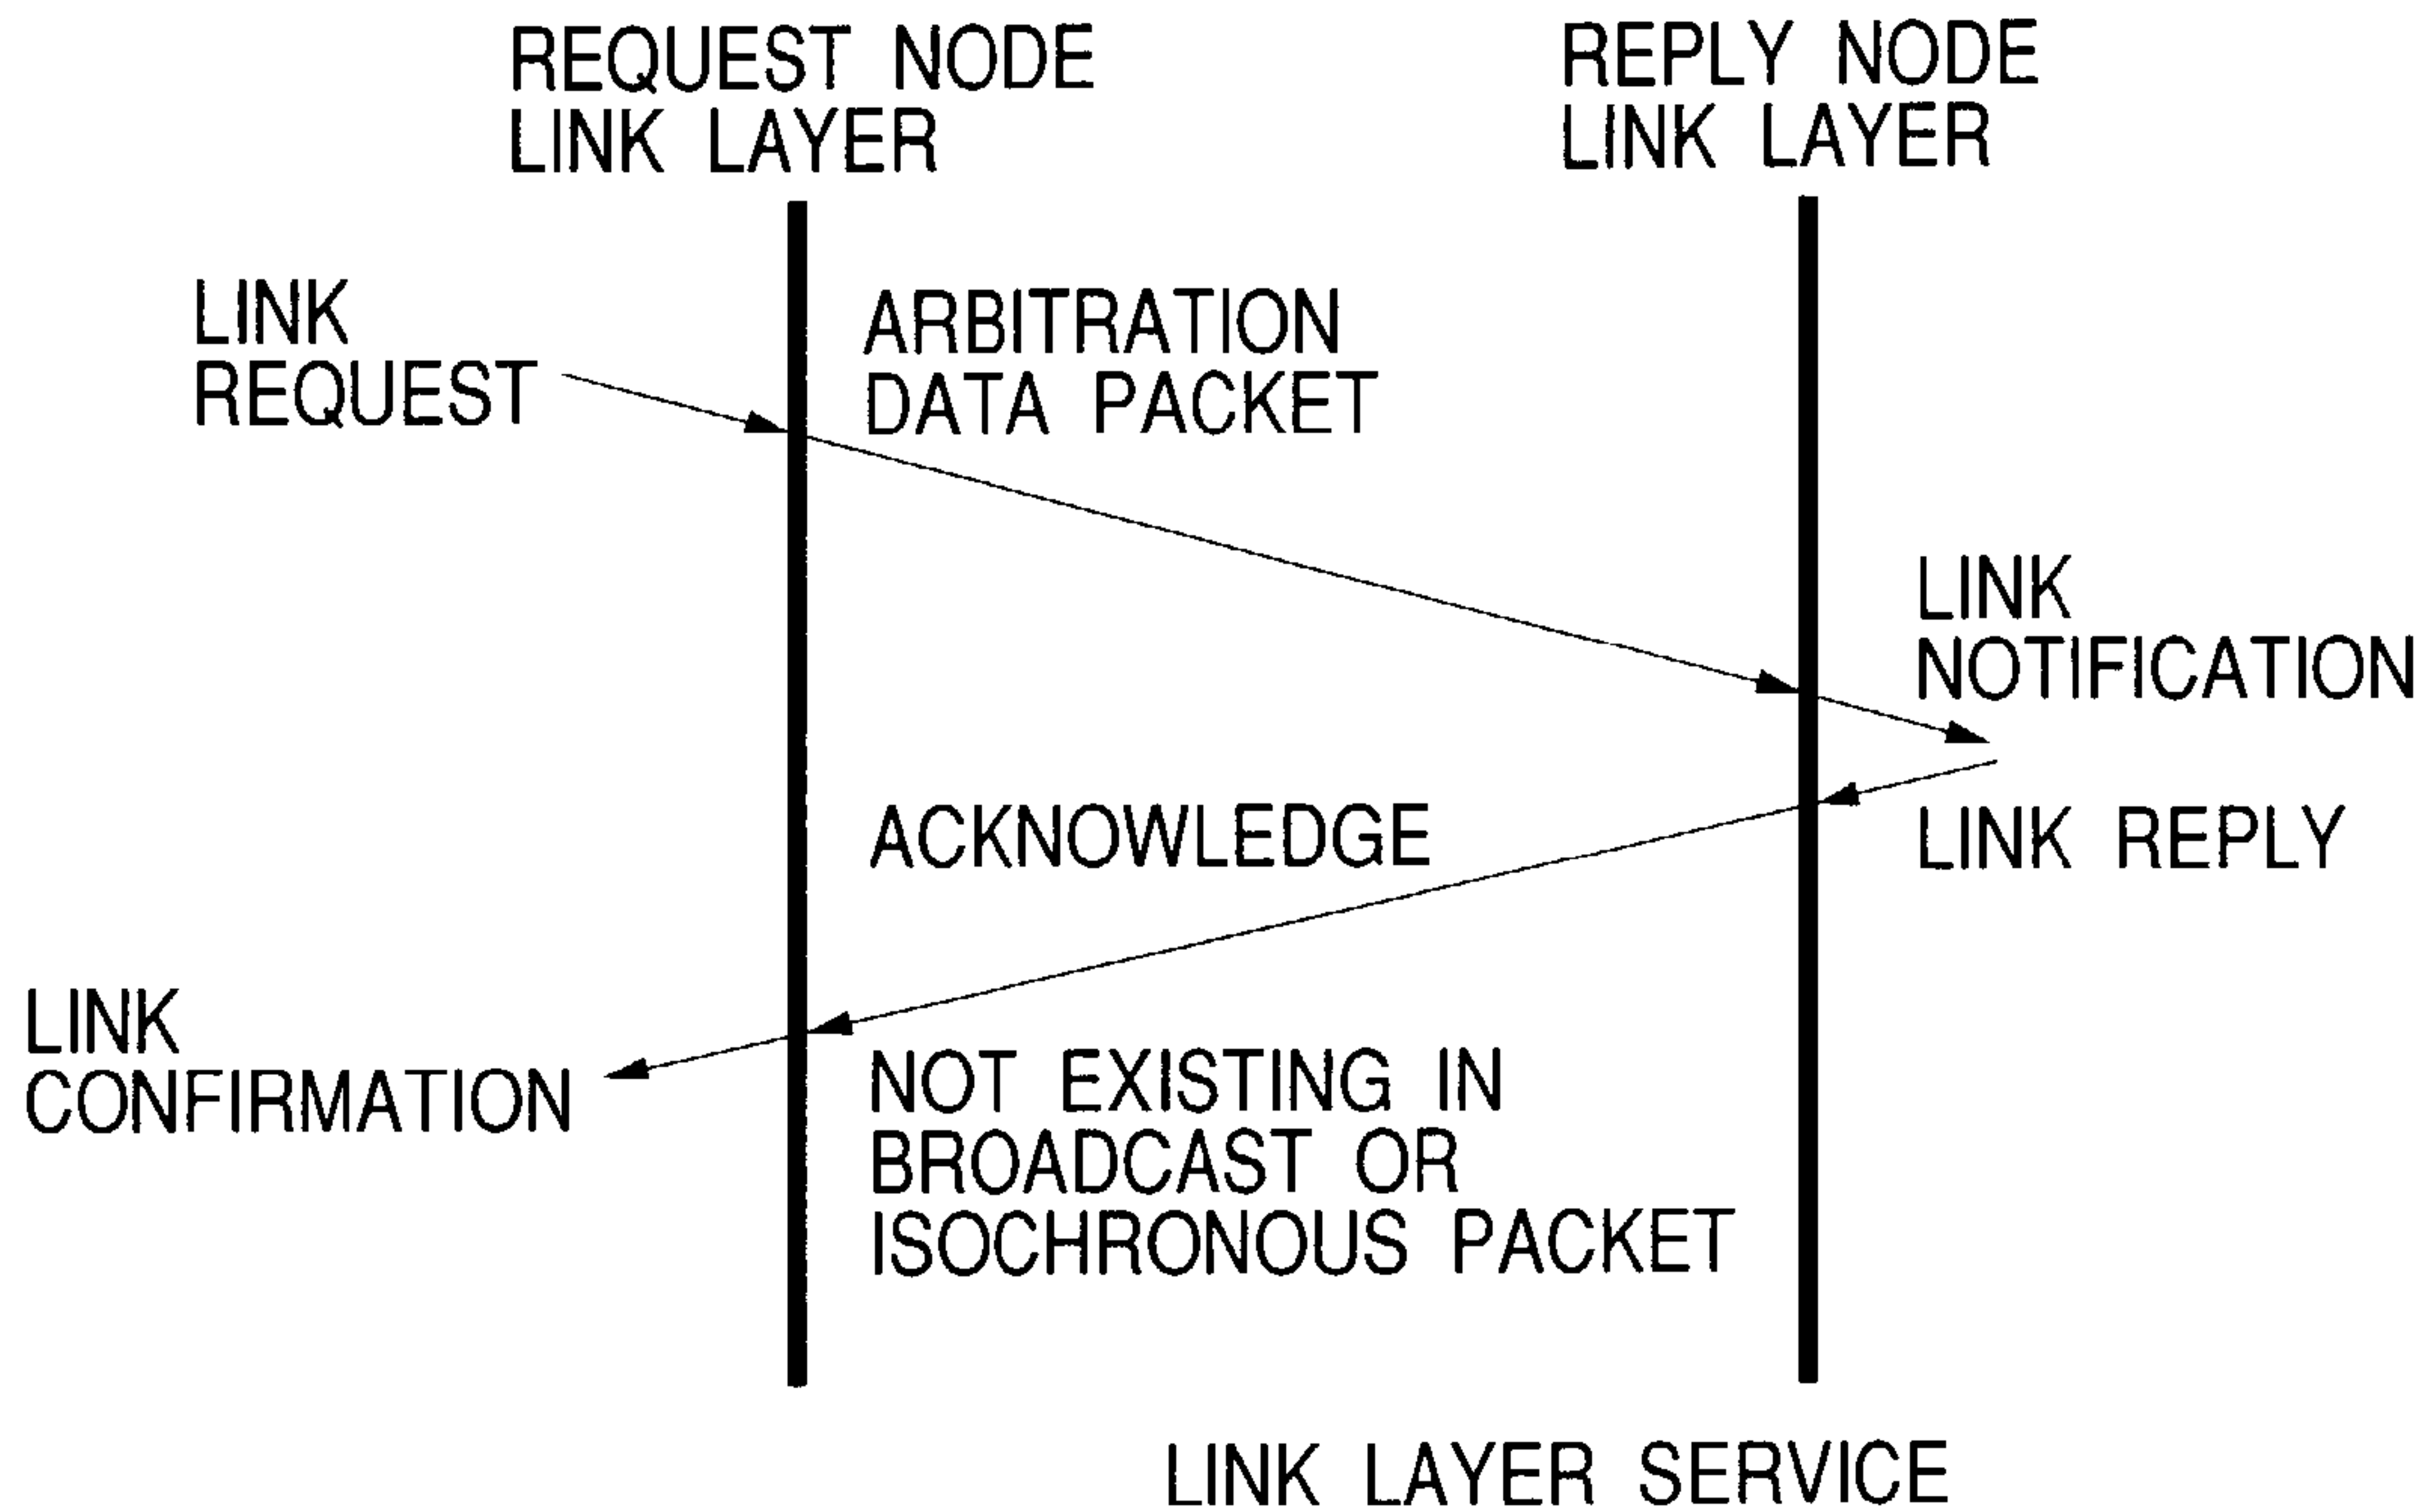 REQUEST NODE
LINK LAYER
REPLY NODE
LINK LAYER
LINK
REQUEST
ARBITRATION
DATA PACKET
LINK
NOTIFICATION
ACKNOWLEDGE
LINK REPLY
LINK
CONFIRMATION
NOT EXISTING IN
BROADCAST OR
ISOCHRONOUS PACKET
LINK LAYER SERVICE